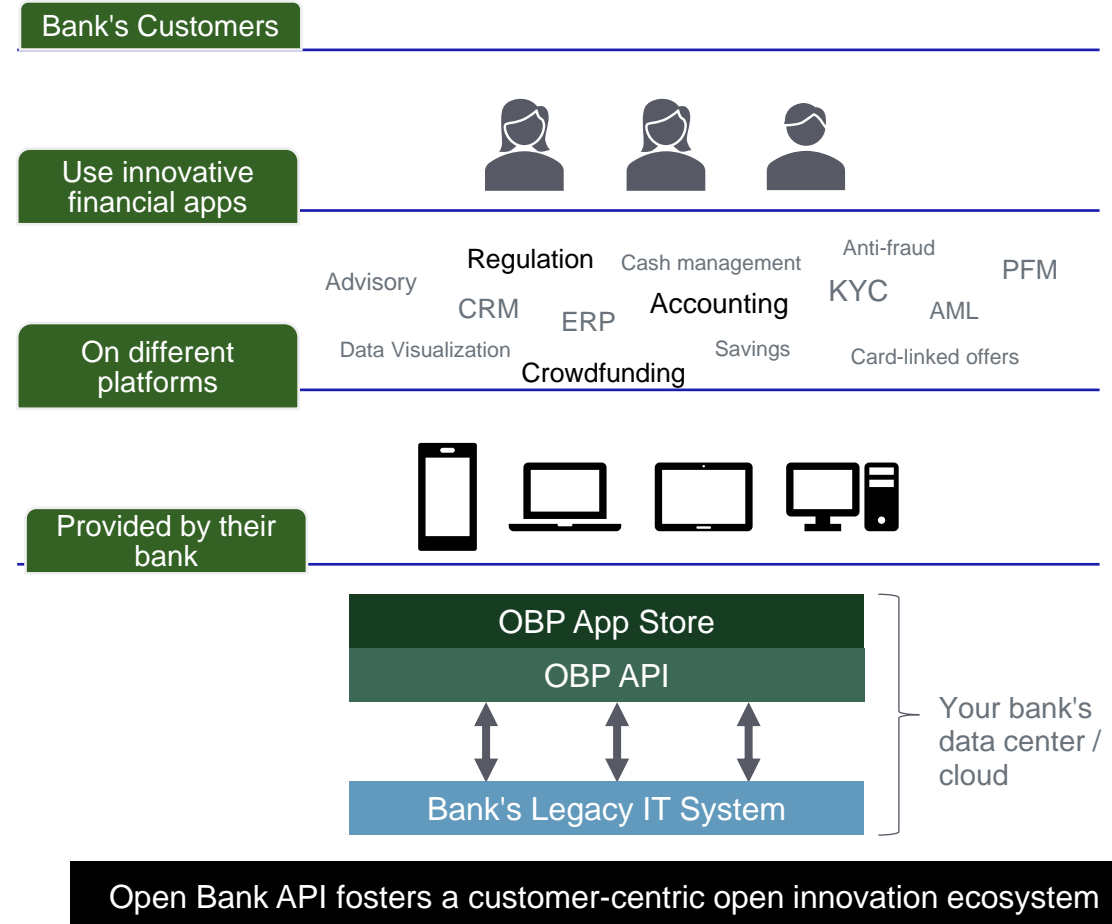 Bank's Customers
Use innovative
financial apps
Regulation
Cash management
Anti-fraud
PFM
Advisory
KYC
CRM
ERP
Accounting
AML
Data Visualization
Savings
Card-linked offers
Crowdfunding
On different
platforms
Provided by their
bank
OBP App Store
OBP API
Your bank's
data center /
cloud
Bank's Legacy IT System
Open Bank API fosters a customer-centric open innovation ecosystem